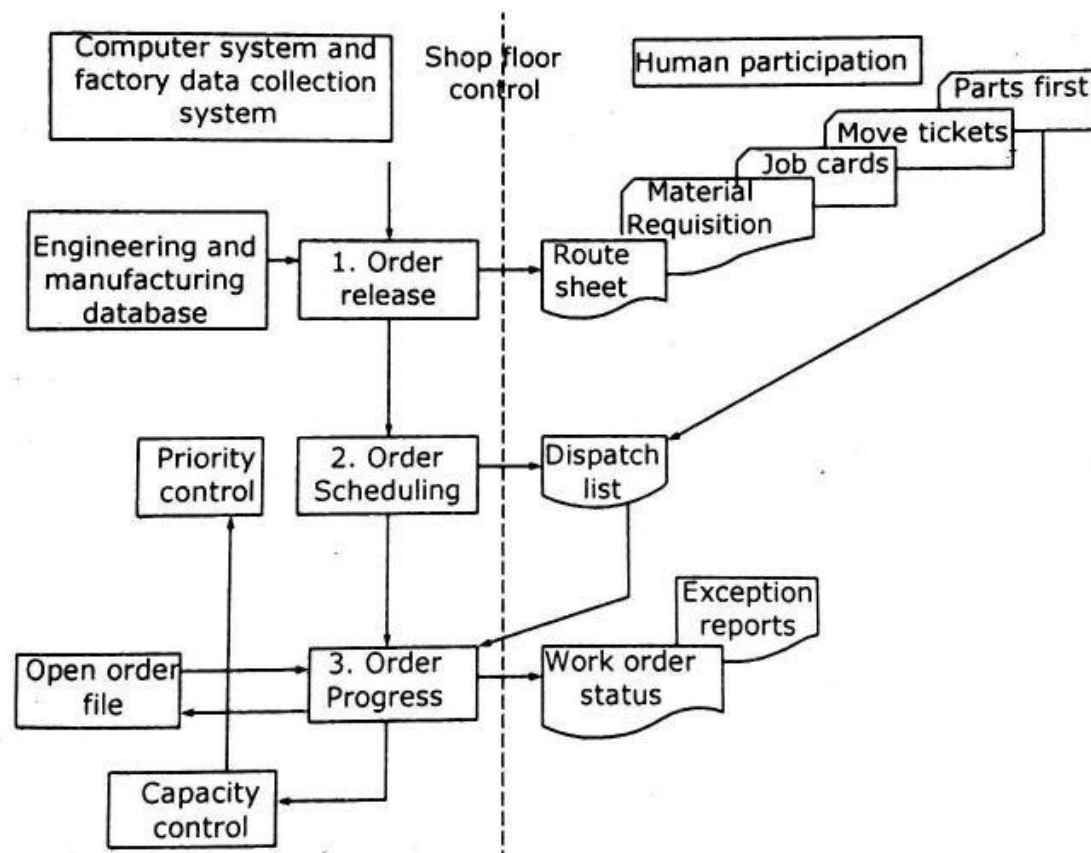 Computer system and
factory data collection
system
Shop floor
control
Human participation
Parts first
Move tickets
Job cards
Material
Requisition
Route
sheet
Engineering and
manufacturing
database
1. Order
release
Priority
control
2. Order
Scheduling
Dispatch
list
Exception
reports
Open order
file
3. Order
Progress
Work order
status
Capacity
control